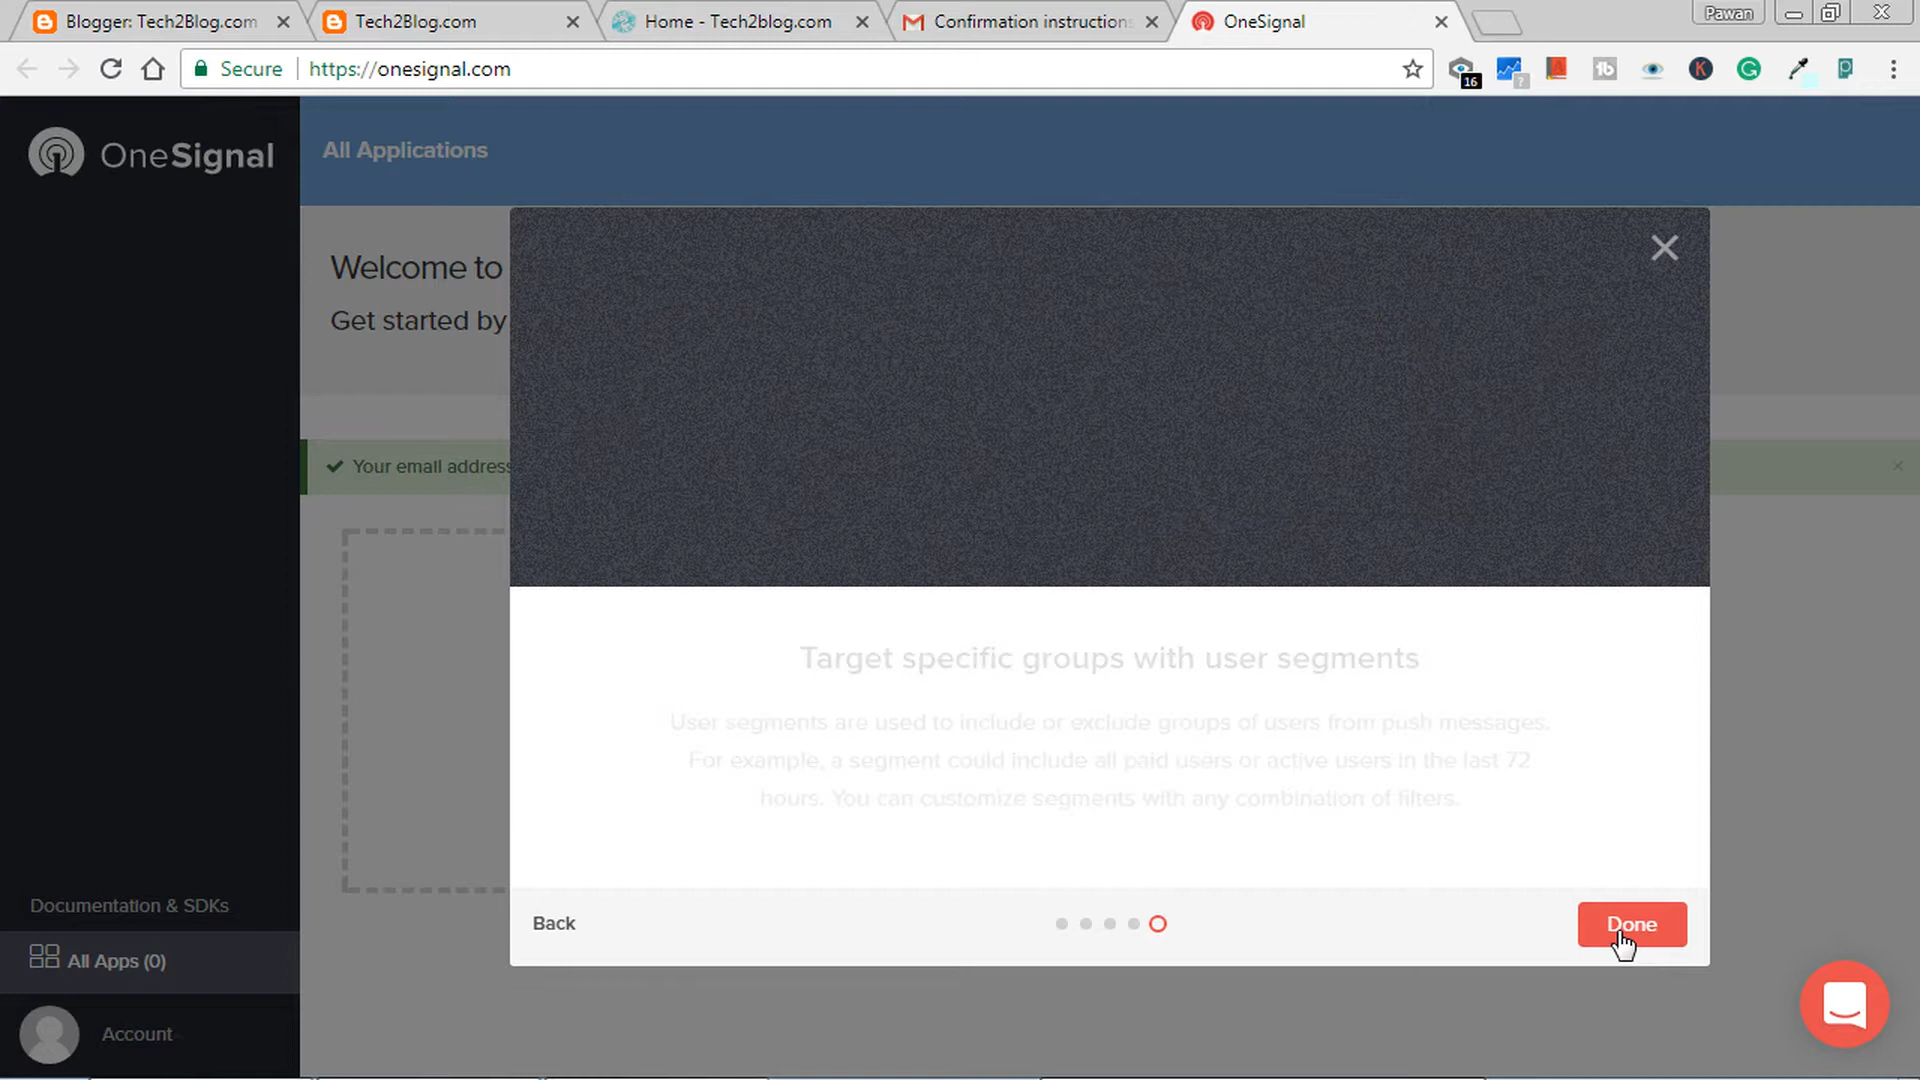 Blogger: Tech2Blog.com
Tech2Blog.com
Home - Tech2blog.com
Confirmation instructions
OneSignal
Pawan
Secure
https://onesignal.com
16
?
1b
K
G
P
OneSignal
All Applications
Welcome to
Get started by
Your email address
Target specific groups with user segments
User segments are used to include or exclude groups of users from push messages.
For example, a segment could include all paid users or active users in the last 72
hours. You can customize segments with any combination of filters.
Back
Done
Documentation & SDKs
All Apps (0)
Account